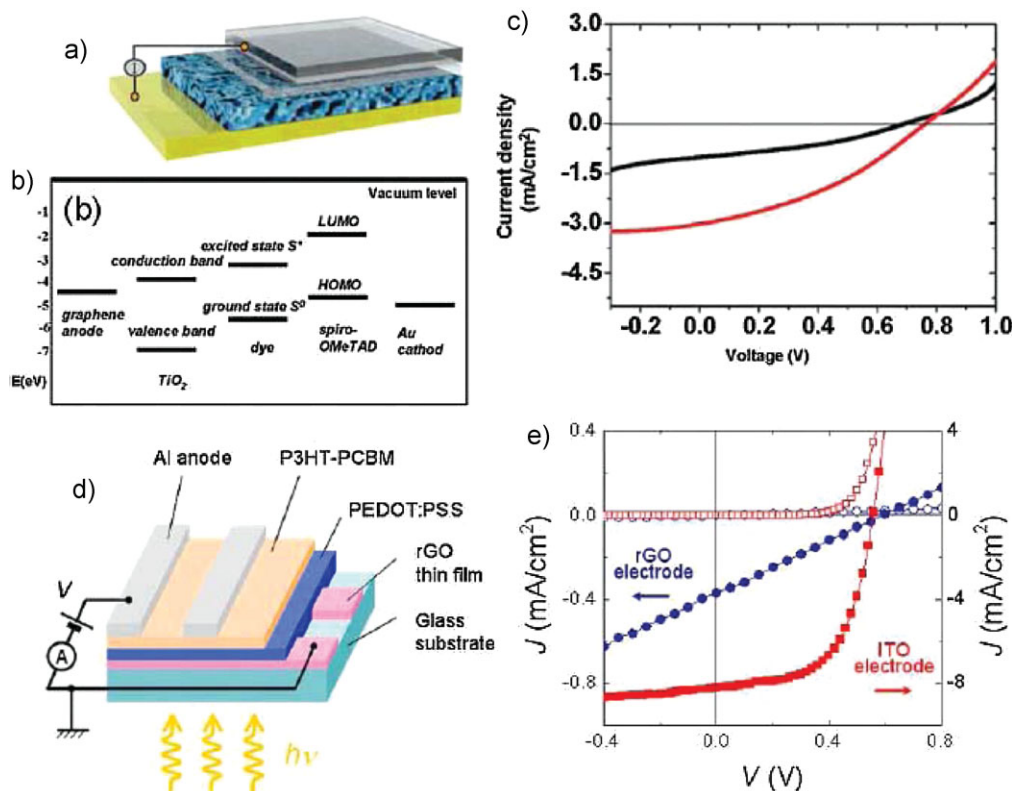 a)
b)
(b)
Vacuum level
-1
-2
-3
-4
-5
-6
-7
IE(eV)
graphene
anode
conduction band
valence band
TiO2
excited state S*
ground state S0
dye
LUMO
HOMO
spiro-
OMeTAD
Au
cathod
c)
Current density
(mA/cm2)
3.0
1.5
0.0
-1.5
-3.0
-4.5
-0.2 0.0 0.2 0.4 0.6 0.8 1.0
Voltage (V)
d)
Al anode
P3HT-PCBM
PEDOT:PSS
rGO
thin film
Glass
substrate
V
A
hν
e)
J (mA/cm2)
0.4
0.0
-0.4
-0.8
rGO
electrode
ITO
electrode
4
0
-4
-8
J (mA/cm2)
-0.4 0.0 0.4 0.8
V (V)